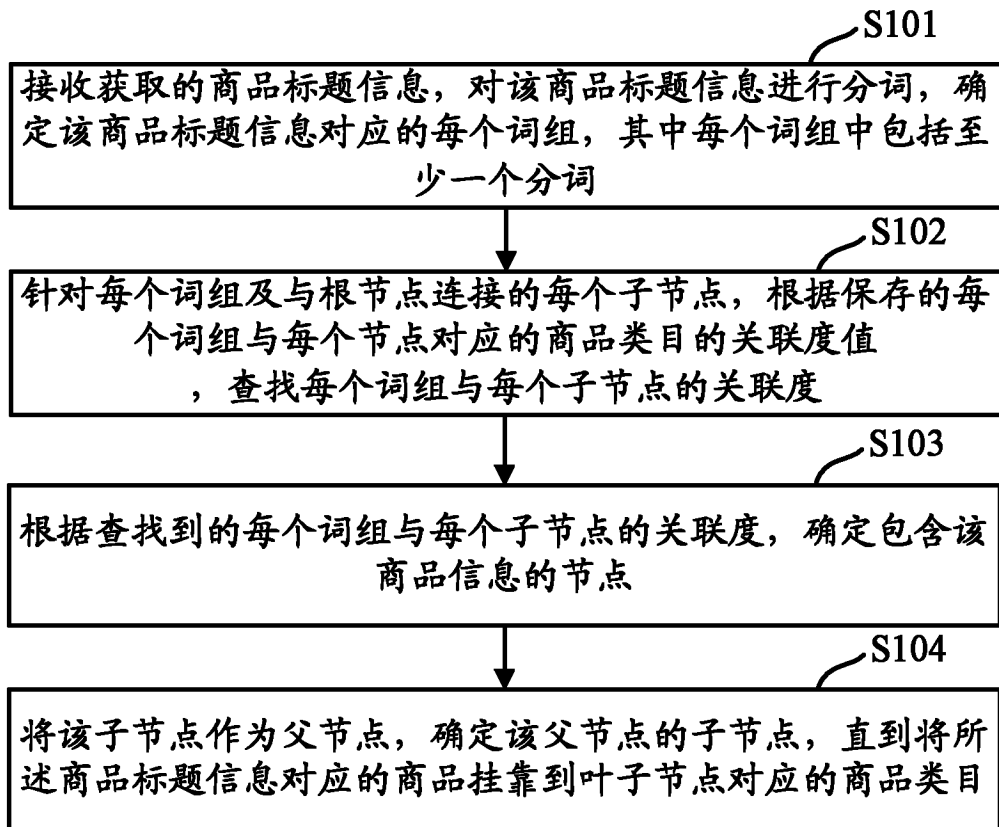 S101
接收获取的商品标题信息，对该商品标题信息进行分词，确
定该商品标题信息对应的每个词组，其中每个词组中包括至
少一个分词
S102
针对每个词组及与根节点连接的每个子节点，根据保存的每
个词组与每个节点对应的商品类目的关联度值
，查找每个词组与每个子节点的关联度
S103
根据查找到的每个词组与每个子节点的关联度，确定包含该
商品信息的节点
S104
将该子节点作为父节点，确定该父节点的子节点，直到将所
述商品标题信息对应的商品挂靠到叶子节点对应的商品类目